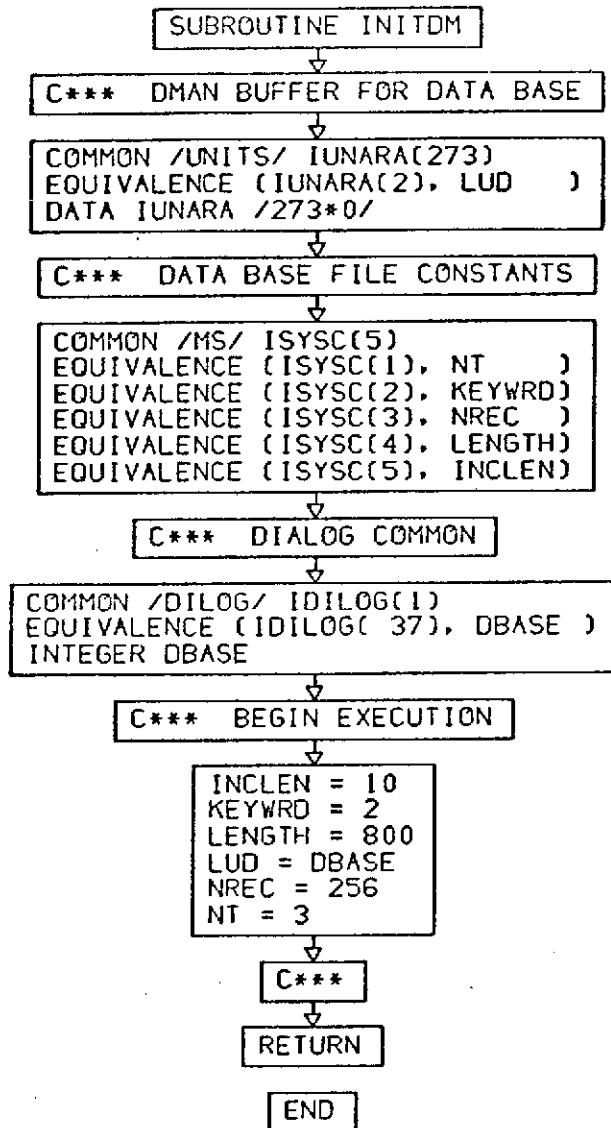 SUBROUTINE INITDM
C*** DMAN BUFFER FOR DATA BASE
COMMON /UNITS/ IUNARA(273)
EQUIVALENCE (IUNARA(2), LUD )
DATA IUNARA /273*0/
C*** DATA BASE FILE CONSTANTS
COMMON /MS/ ISYSC(5)
EQUIVALENCE (ISYSC(1), NT )
EQUIVALENCE (ISYSC(2), KEYWRD)
EQUIVALENCE (ISYSC(3), NREC )
EQUIVALENCE (ISYSC(4), LENGTH)
EQUIVALENCE (ISYSC(5), INCLEN)
C*** DIALOG COMMON
COMMON /DILOG/ IDILOG(1)
EQUIVALENCE (IDILOG( 37), DBASE )
INTEGER DBASE
C*** BEGIN EXECUTION
INCLEN = 10
KEYWRD = 2
LENGTH = 800
LUD = DBASE
NREC = 256
NT = 3
C***
RETURN
END